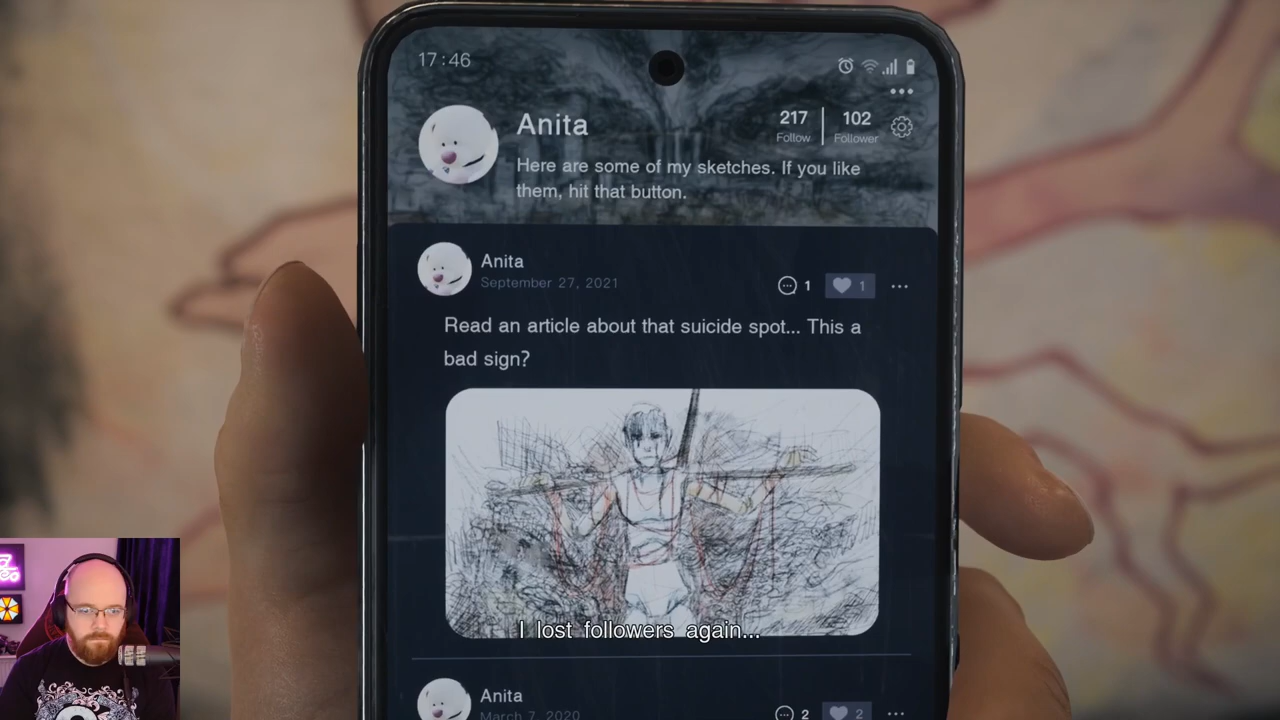 17:46
Anita
217
Follow
102
Follower
Here are some of my sketches. If you like
them, hit that button.
Anita
September 27, 2021
1
1
Read an article about that suicide spot... This a
bad sign?
I lost followers again...
Anita
March 7, 2020
2
2